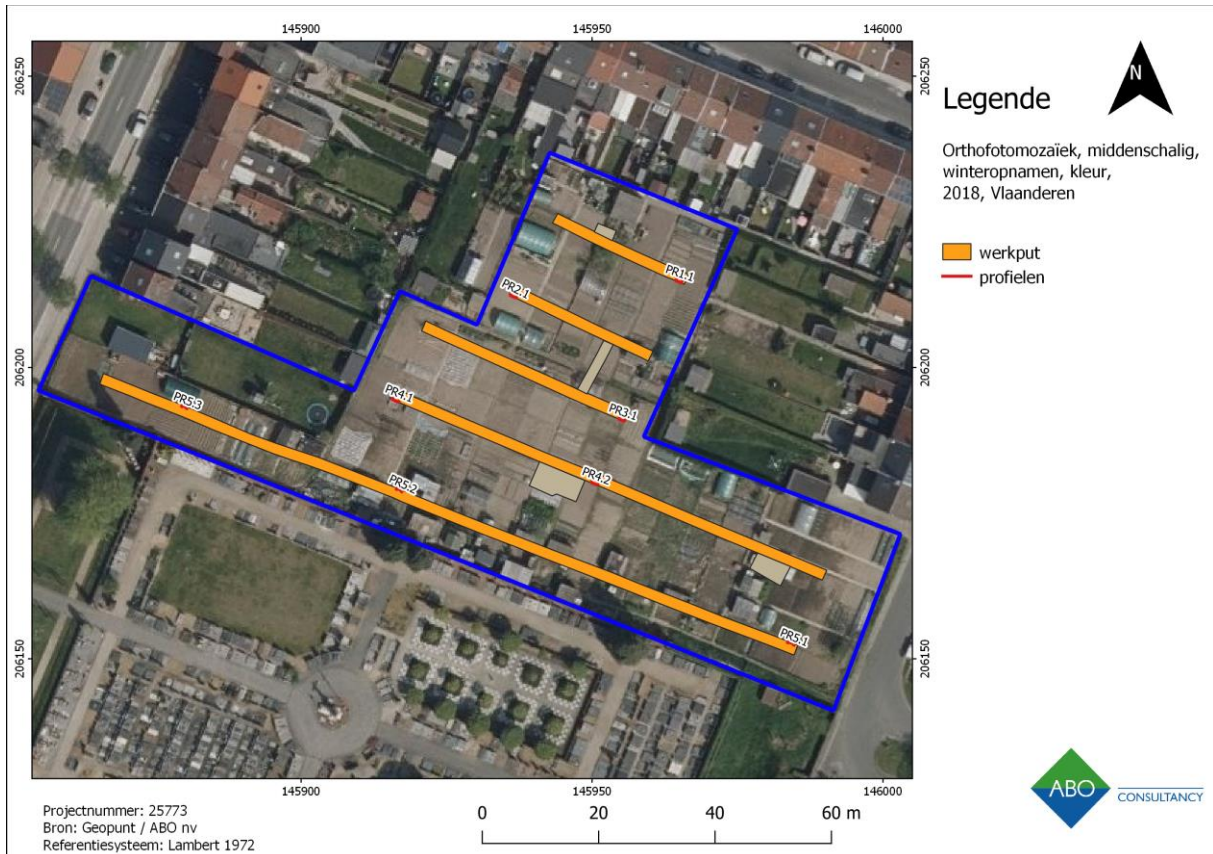 145900
145950
146000
206250
206250
N
Legende
Orthofotomozaïek, middenschalig,
winteropnamen, kleur,
2018, Vlaanderen
werkput
profielen
PR1.1
PR2.1
206200
206200
PR5.3
PR4.1
PR3.1
PR4.2
PR5.2
PR5.1
206150
206150
145900
145950
146000
Projectnummer: 25773
Bron: Geopunt / ABO nv
Referentiesysteem: Lambert 1972
0
20
40
60 m
ABO
CONSULTANCY